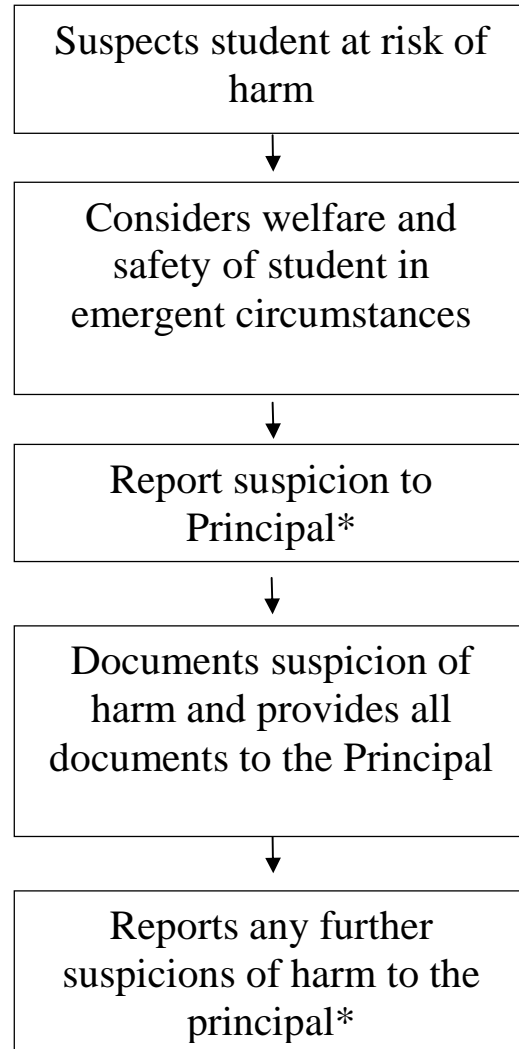 Suspects student at risk of
harm
Considers welfare and
safety of student in
emergent circumstances
Report suspicion to
Principal*
Documents suspicion of
harm and provides all
documents to the Principal
Reports any further
suspicions of harm to the
principal*